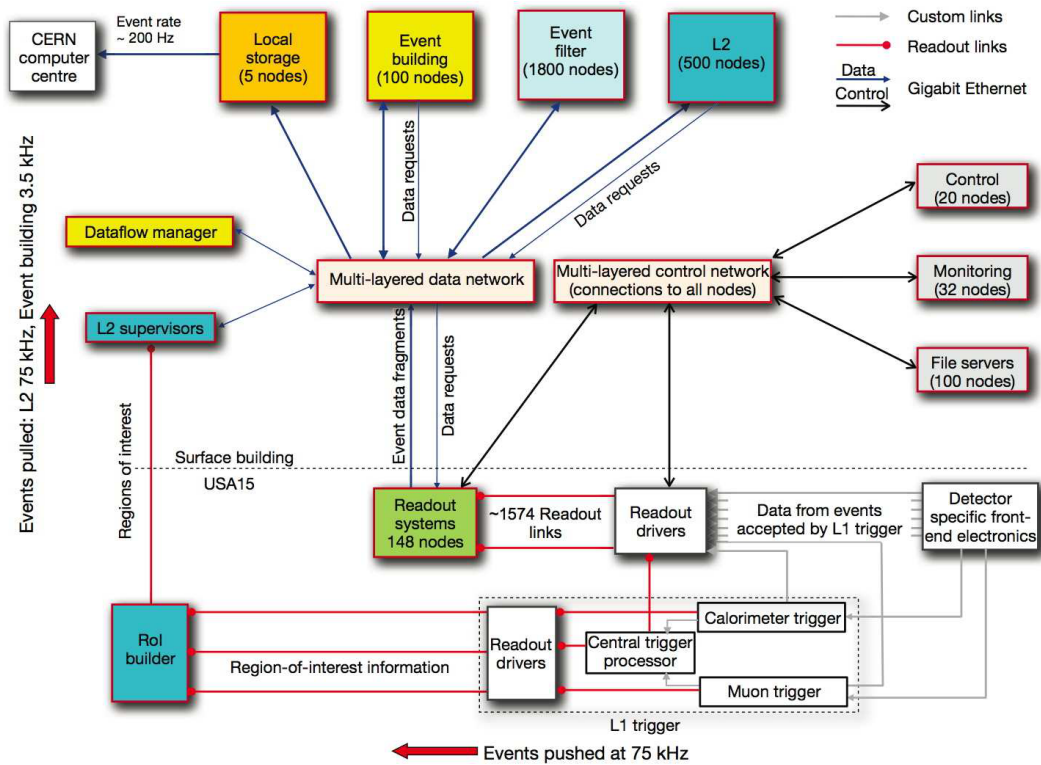 Event rate
~ 200 Hz
CERN
computer
centre
Local
storage
(5 nodes)
Event
building
(100 nodes)
Event
filter
(1800 nodes)
L2
(500 nodes)
Custom links
Readout links
Data
Control
Gigabit Ethernet
Data requests
Data requests
Control
(20 nodes)
Dataflow manager
Multi-layered data network
Multi-layered control network
(connections to all nodes)
Monitoring
(32 nodes)
L2 supervisors
File servers
(100 nodes)
Events pulled: L2 75 kHz, Event building 3.5 kHz
Event data fragments
Data requests
Regions of interest
Surface building
USA15
Readout
systems
148 nodes
~1574 Readout
links
Readout
drivers
Data from events
accepted by L1 trigger
Detector
specific front-
end electronics
RoI
builder
Region-of-interest information
Readout
drivers
Central trigger
processor
Calorimeter trigger
Muon trigger
L1 trigger
Events pushed at 75 kHz